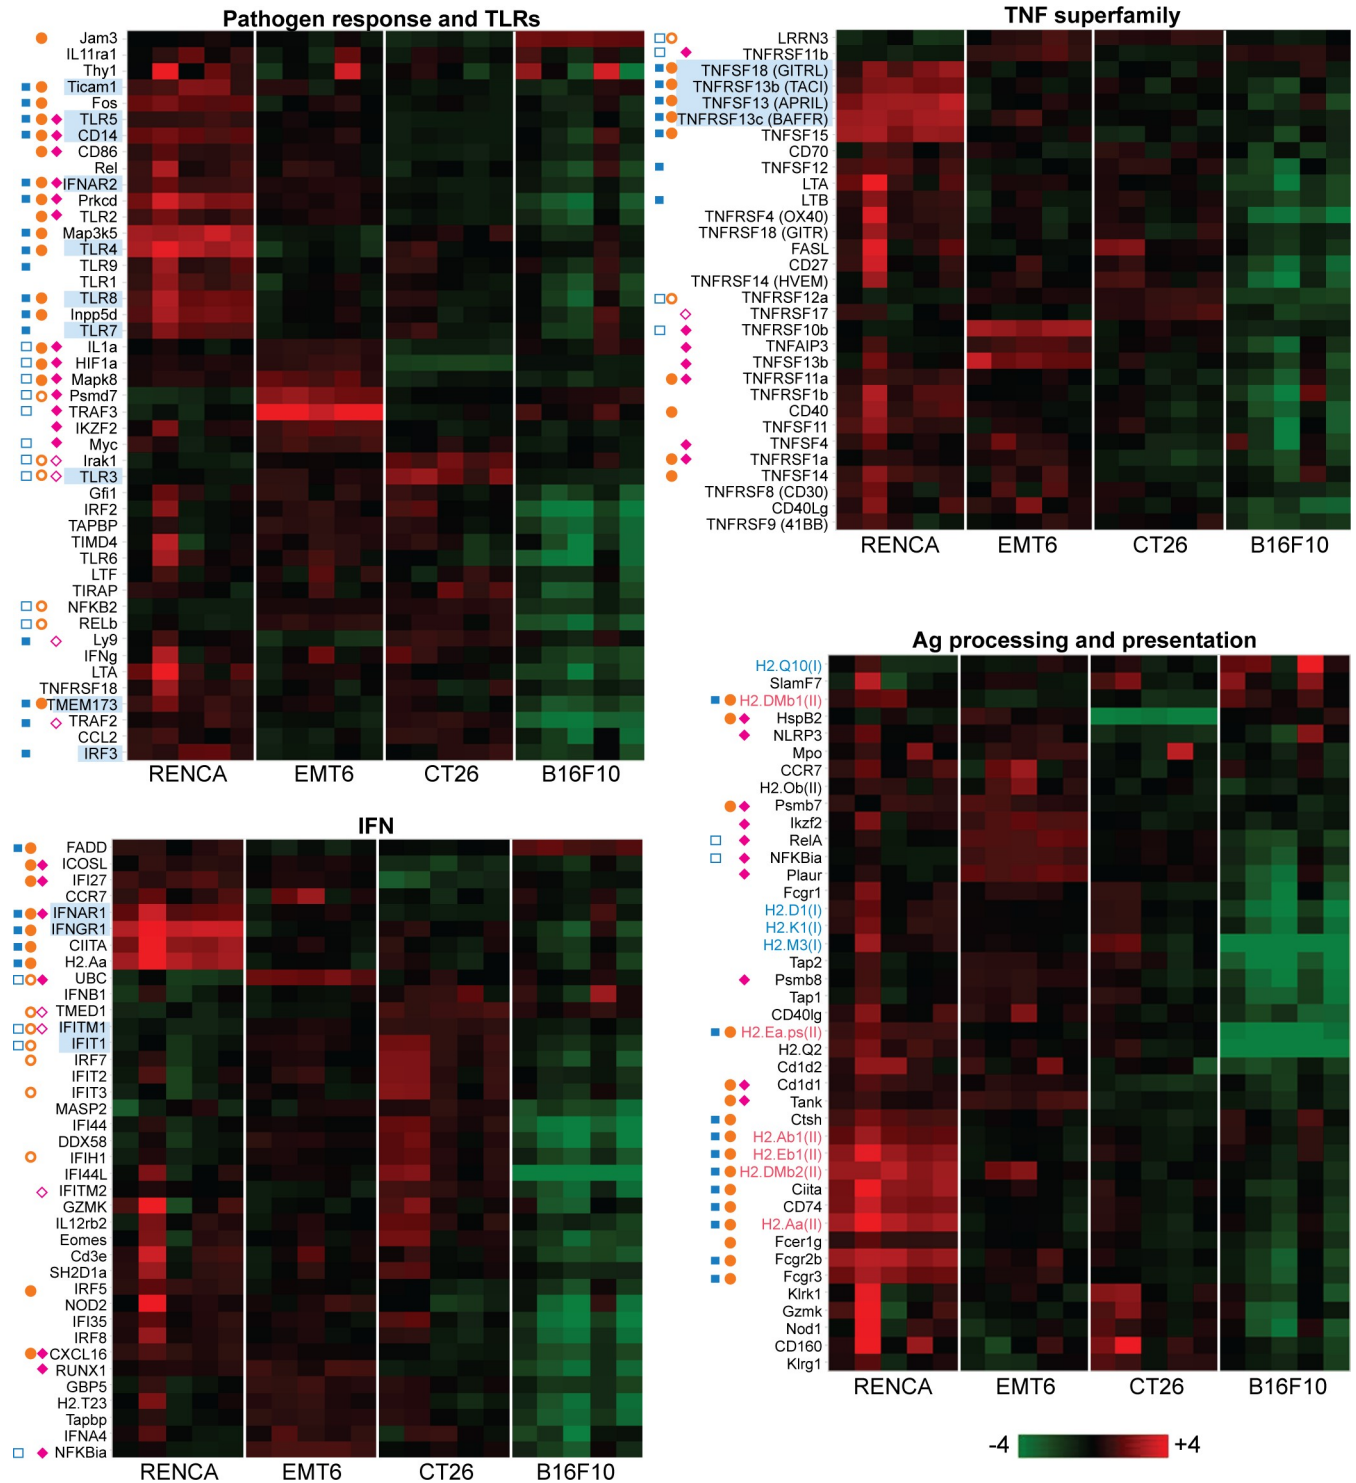 Pathogen response and TLRs
Jam3
IL11ra1
Thy1
Ticam1
Fos
TLR5
CD14
CD86
Rel
IFNAR2
Prkcd
TLR2
Map3k5
TLR4
TLR9
TLR1
TLR8
Inpp5d
TLR7
IL1a
HIF1a
Mapk8
Psmd7
TRAF3
IKZF2
Myc
Irak1
TLR3
Gfi1
IRF2
TAPBP
TIMD4
TLR6
LTF
TIRAP
NFKB2
RELb
Ly9
IFNg
LTA
TNFRSF18
TMEM173
TRAF2
CCL2
IRF3
RENCA EMT6 CT26 B16F10
IFN
FADD
ICOSL
IFI27
CCR7
IFNAR1
IFNGR1
CIITA
H2.Aa
UBC
IFNB1
TMED1
IFITM1
IFIT1
IRF7
IFIT2
IFIT3
MASP2
IFI44
DDX58
IFIH1
IFI44L
IFITM2
GZMK
IL12rb2
Eomes
Cd3e
SH2D1a
IRF5
NOD2
IFI35
IRF8
CXCL16
RUNX1
GBP5
H2.T23
Tapbp
IFNA4
NFKBia
RENCA EMT6 CT26 B16F10
TNF superfamily
LRRN3
TNFRSF11b
TNFSF18 (GITRL)
TNFRSF13b (TACI)
TNFSF13 (APRIL)
TNFRSF13c (BAFFR)
TNFSF15
CD70
TNFSF12
LTA
LTB
TNFRSF4 (OX40)
TNFRSF18 (GITR)
FASL
CD27
TNFRSF14 (HVEM)
TNFRSF12a
TNFRSF17
TNFRSF10b
TNFAIP3
TNFSF13b
TNFRSF11a
TNFRSF1b
CD40
TNFSF11
TNFSF4
TNFRSF1a
TNFSF14
TNFRSF8 (CD30)
CD40Lg
TNFRSF9 (41BB)
RENCA EMT6 CT26 B16F10
Ag processing and presentation
H2.Q10(I)
SlamF7
H2.DMb1(II)
HspB2
NLRP3
Mpo
CCR7
H2.Ob(II)
Psmb7
Ikzf2
RelA
NFKBia
Plaur
Fcgr1
H2.D1(I)
H2.K1(I)
H2.M3(I)
Tap2
Psmb8
Tap1
CD40lg
H2.Ea.ps(II)
H2.Q2
Cd1d2
Cd1d1
Tank
Ctsh
H2.Ab1(II)
H2.Eb1(II)
H2.DMb2(II)
Ciita
CD74
H2.Aa(II)
Fcer1g
Fcgr2b
Fcgr3
Klrk1
Gzmk
Nod1
CD160
Klrg1
RENCA EMT6 CT26 B16F10
-4 +4